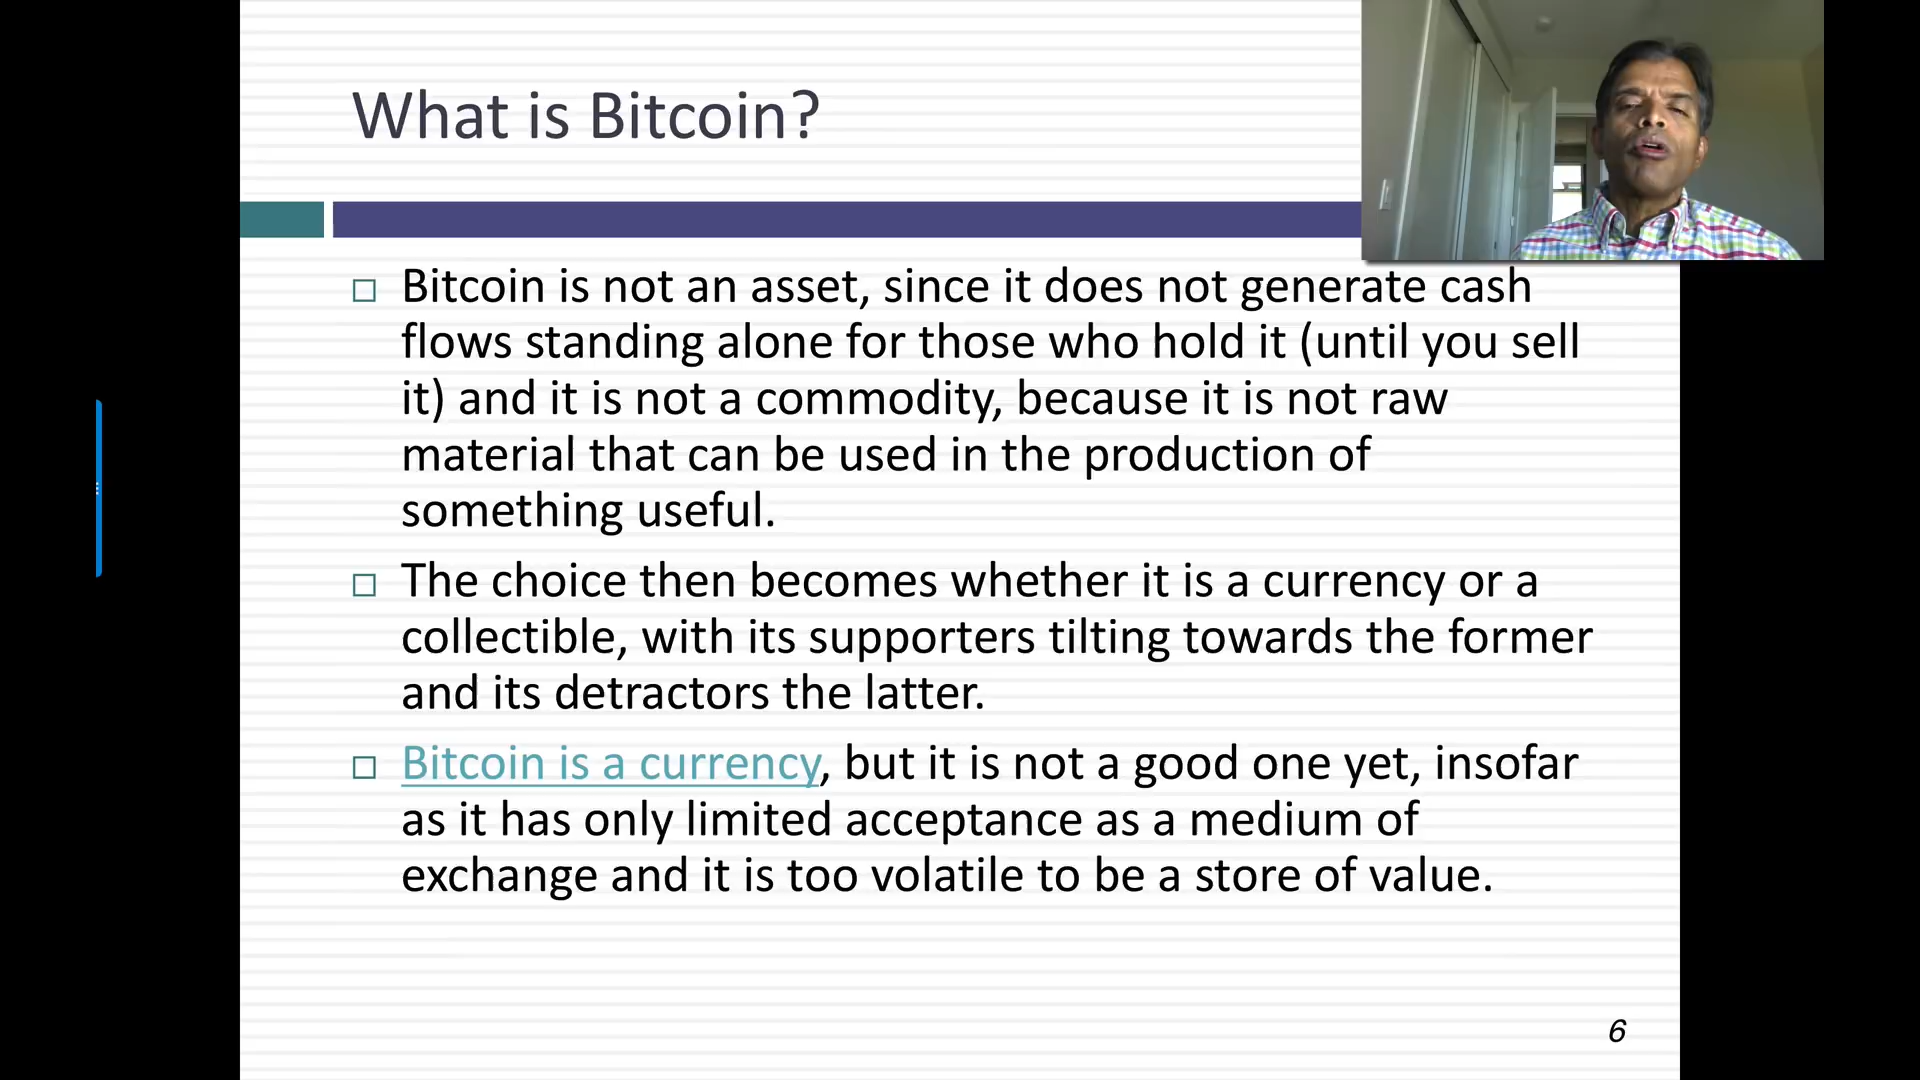 What is Bitcoin?
Bitcoin is not an asset, since it does not generate cash
flows standing alone for those who hold it (until you sell
it) and it is not a commodity, because it is not raw
material that can be used in the production of
something useful.
The choice then becomes whether it is a currency or a
collectible, with its supporters tilting towards the former
and its detractors the latter.
Bitcoin is a currency, but it is not a good one yet, insofar
as it has only limited acceptance as a medium of
exchange and it is too volatile to be a store of value.
6